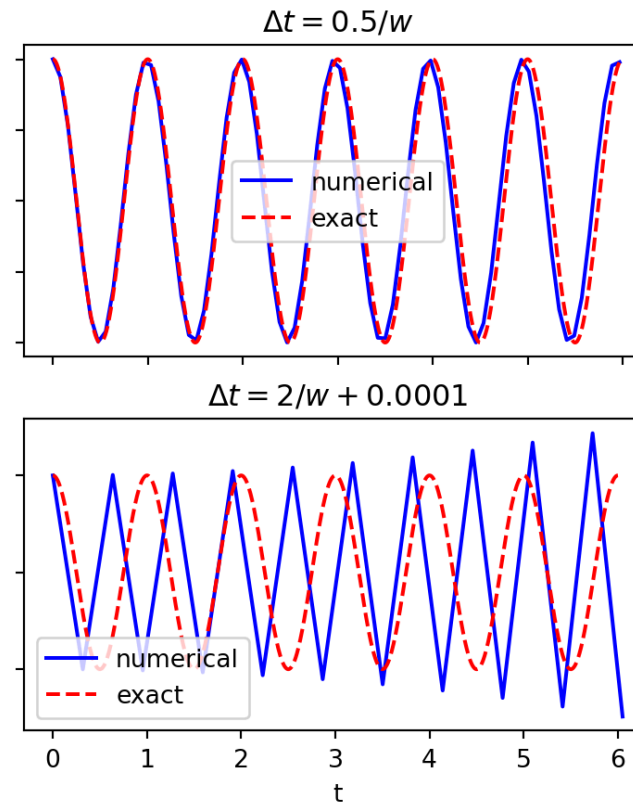 Δt = 0.5/w
numerical
exact
Δt = 2/w + 0.0001
numerical
exact
0 1 2 3 4 5 6
t